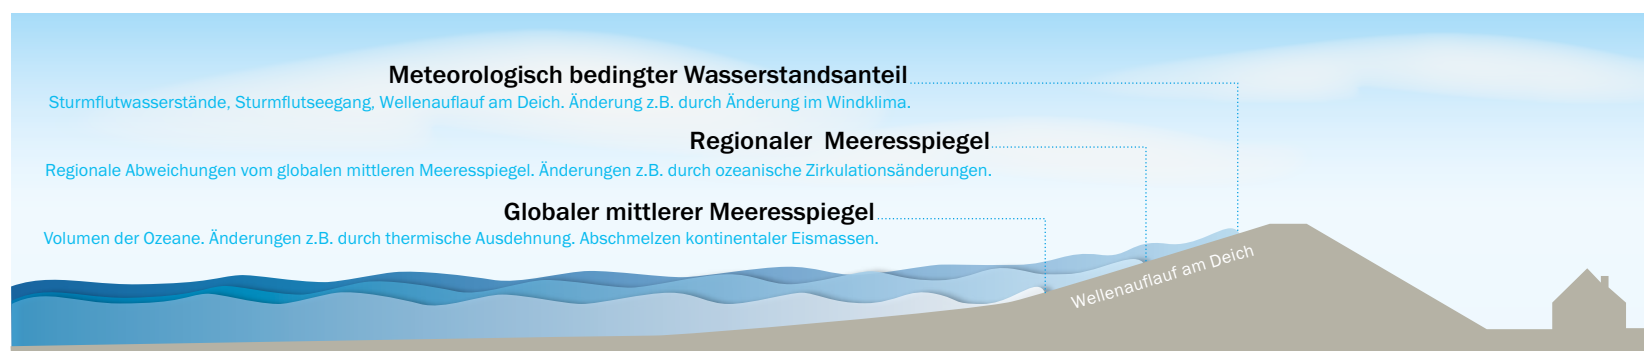 Meteorologisch bedingter Wasserstandsanteil
Sturmflutwasserstände, Sturmflutseegang, Wellenauflauf am Deich. Änderung z.B. durch Änderung im Windklima.
Regionaler Meeresspiegel
Regionale Abweichungen vom globalen mittleren Meeresspiegel. Änderungen z.B. durch ozeanische Zirkulationsänderungen.
Globaler mittlerer Meeresspiegel
Volumen der Ozeane. Änderungen z.B. durch thermische Ausdehnung. Abschmelzen kontinentaler Eismassen.
Wellenauflauf am Deich